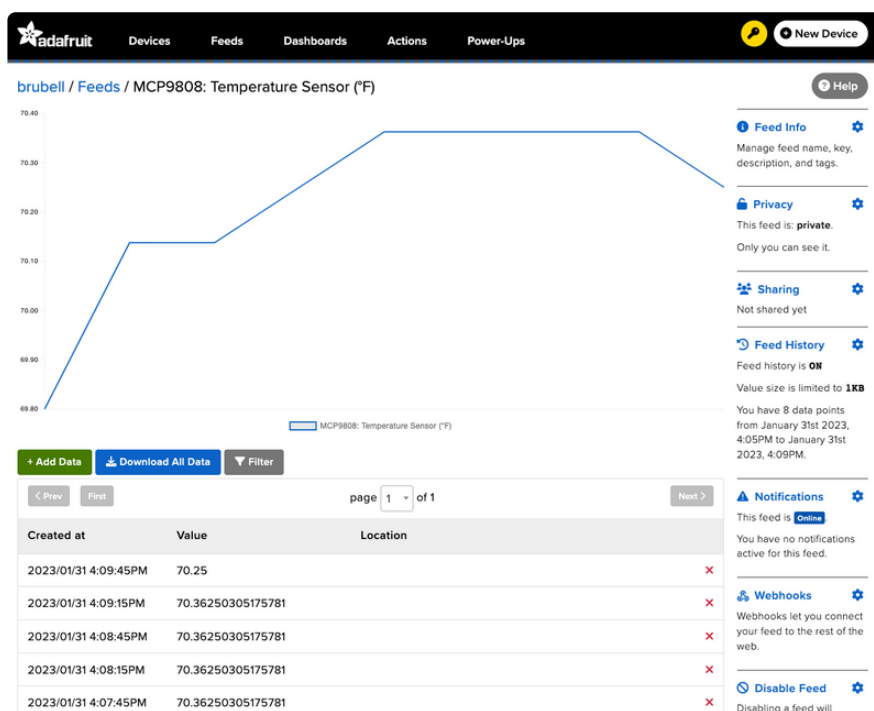 adafruit Devices Feeds Dashboards Actions Power-Ups New Device
brubell / Feeds / MCP9808: Temperature Sensor (°F)
Help
70.40
70.30
70.20
70.10
70.00
69.90
69.80
MCP9808: Temperature Sensor (°F)
+ Add Data Download All Data Filter
< Prev First page 1 of 1 Next >
Created at Value Location
2023/01/31 4:09:45PM 70.25
2023/01/31 4:09:15PM 70.36250305175781
2023/01/31 4:08:45PM 70.36250305175781
2023/01/31 4:08:15PM 70.36250305175781
2023/01/31 4:07:45PM 70.36250305175781
Feed Info
Manage feed name, key,
description, and tags.
Privacy
This feed is: private.
Only you can see it.
Sharing
Not shared yet
Feed History
Feed history is ON
Value size is limited to 1KB
You have 8 data points
from January 31st 2023,
4:05PM to January 31st
2023, 4:09PM.
Notifications
This feed is Online.
You have no notifications
active for this feed.
Webhooks
Webhooks let you connect
your feed to the rest of the
web.
Disable Feed
Disabling a feed will